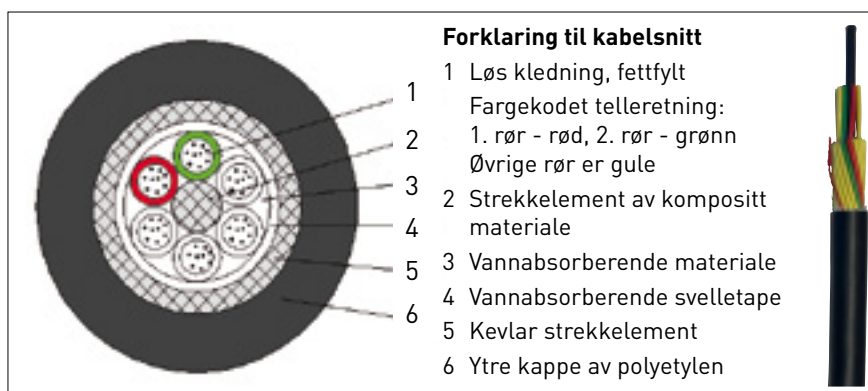 1
2
3
4
5
6
Forklaring til kabelsnitt
1 Løs kledning, fettfylt
Fargekodet telleretning:
1. rør - rød, 2. rør - grønn
Øvrige rør er gule
2 Strekkelement av kompositt
materiale
3 Vannabsorberende materiale
4 Vannabsorberende svelletape
5 Kevlar strekkelement
6 Ytre kappe av polyetylen